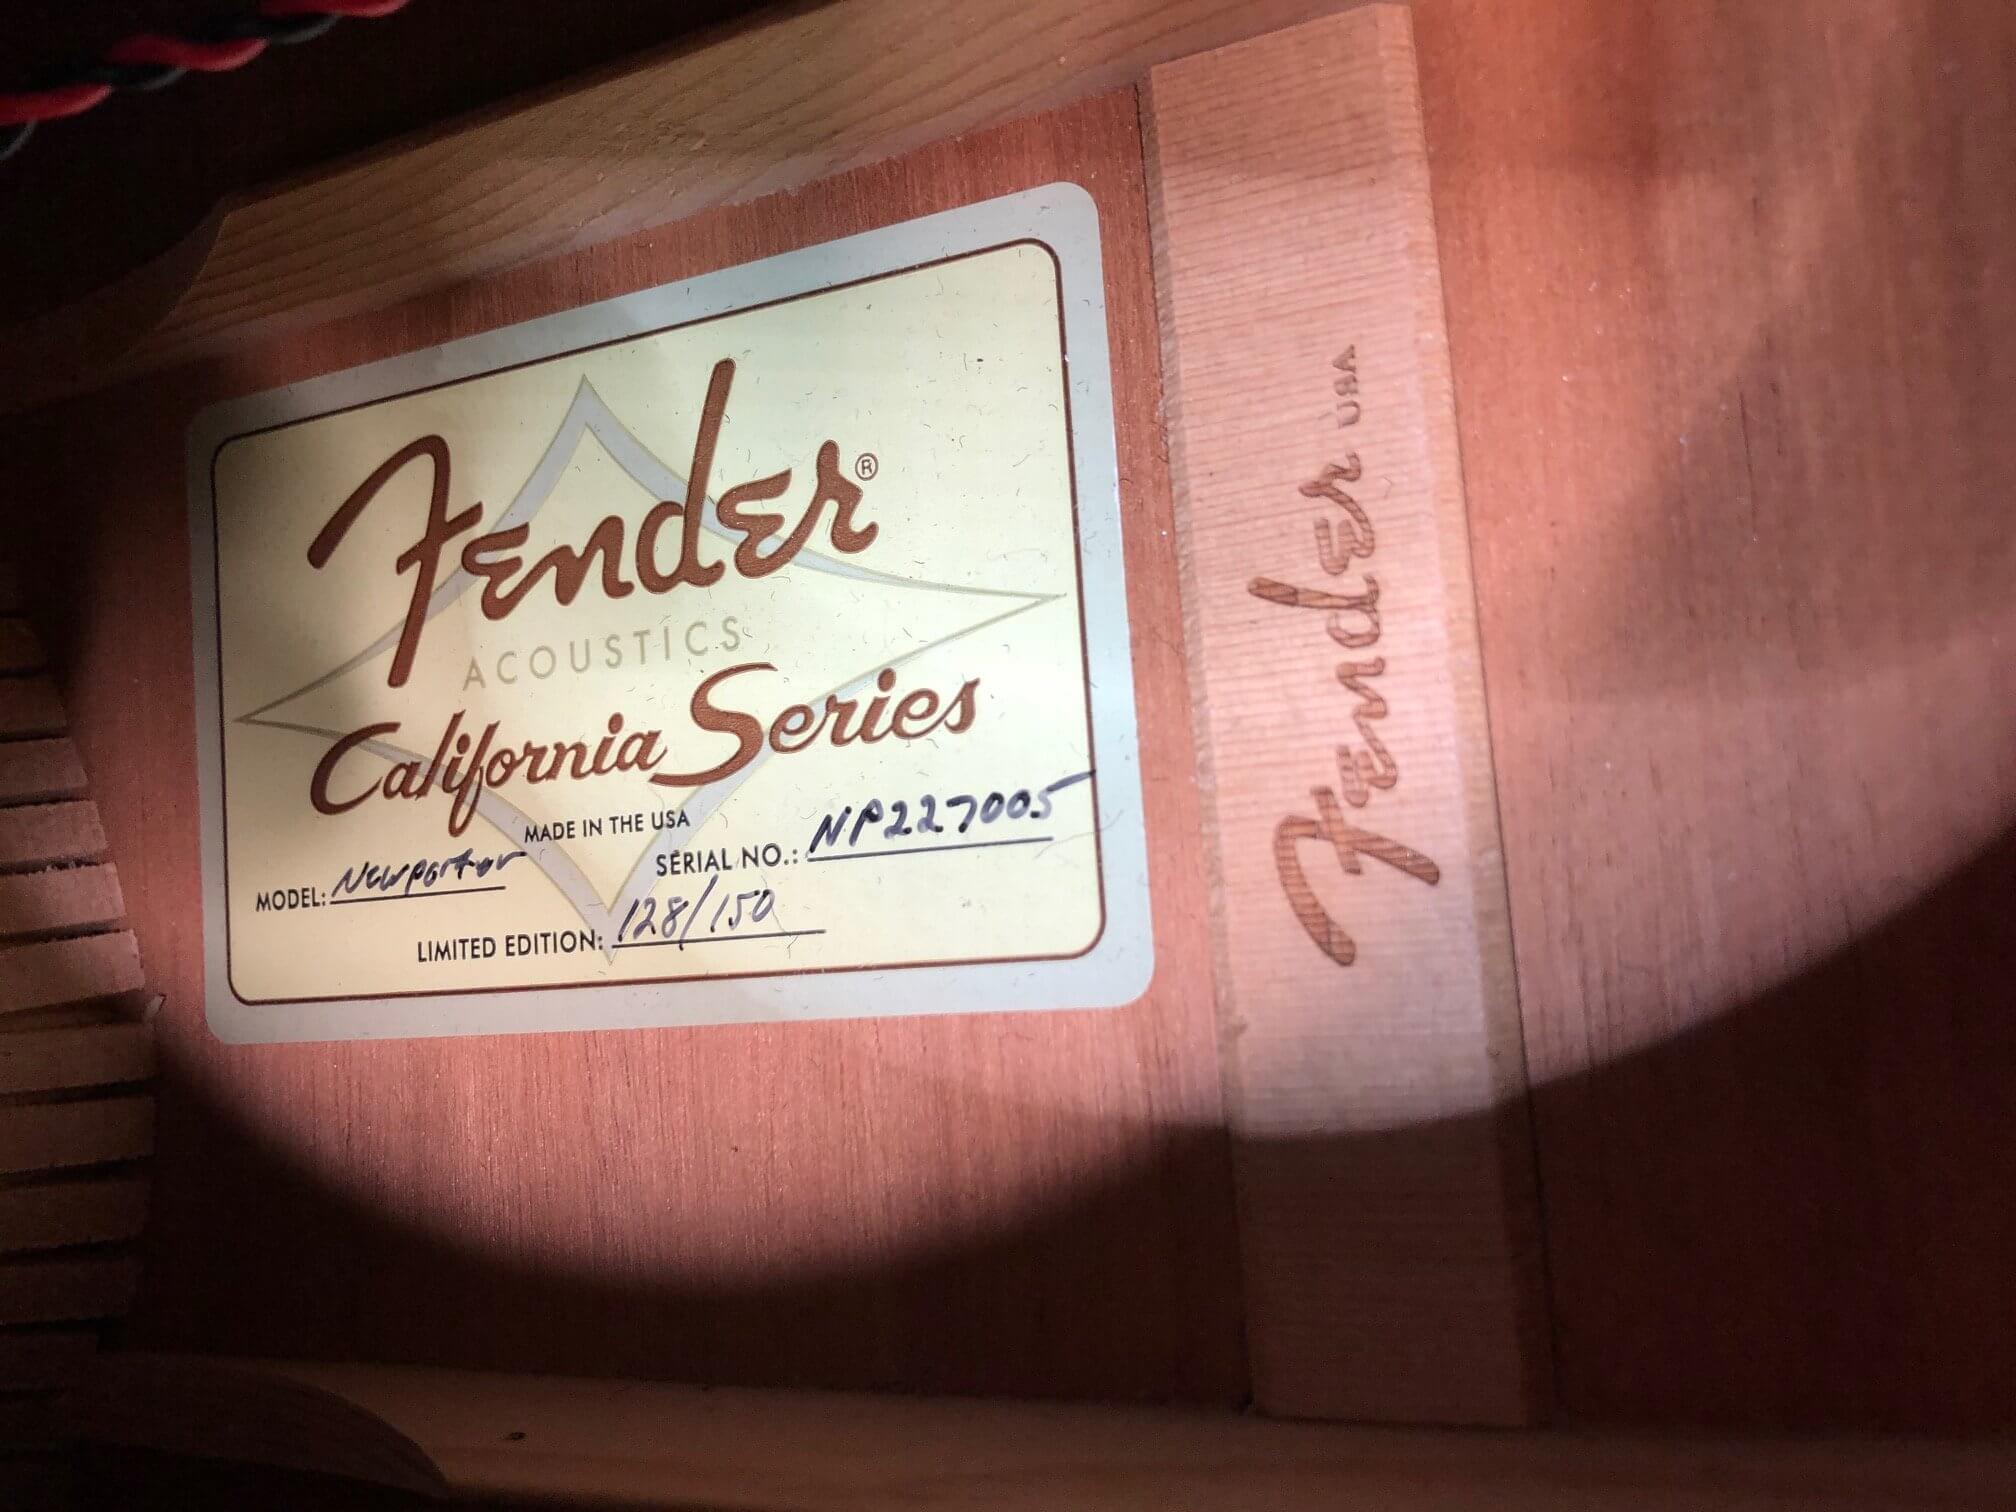 Fender®
ACOUSTICS
California Series
MADE IN THE USA
MODEL: Newporter SERIAL NO.: NP227005
LIMITED EDITION: 128/150
Fender USA